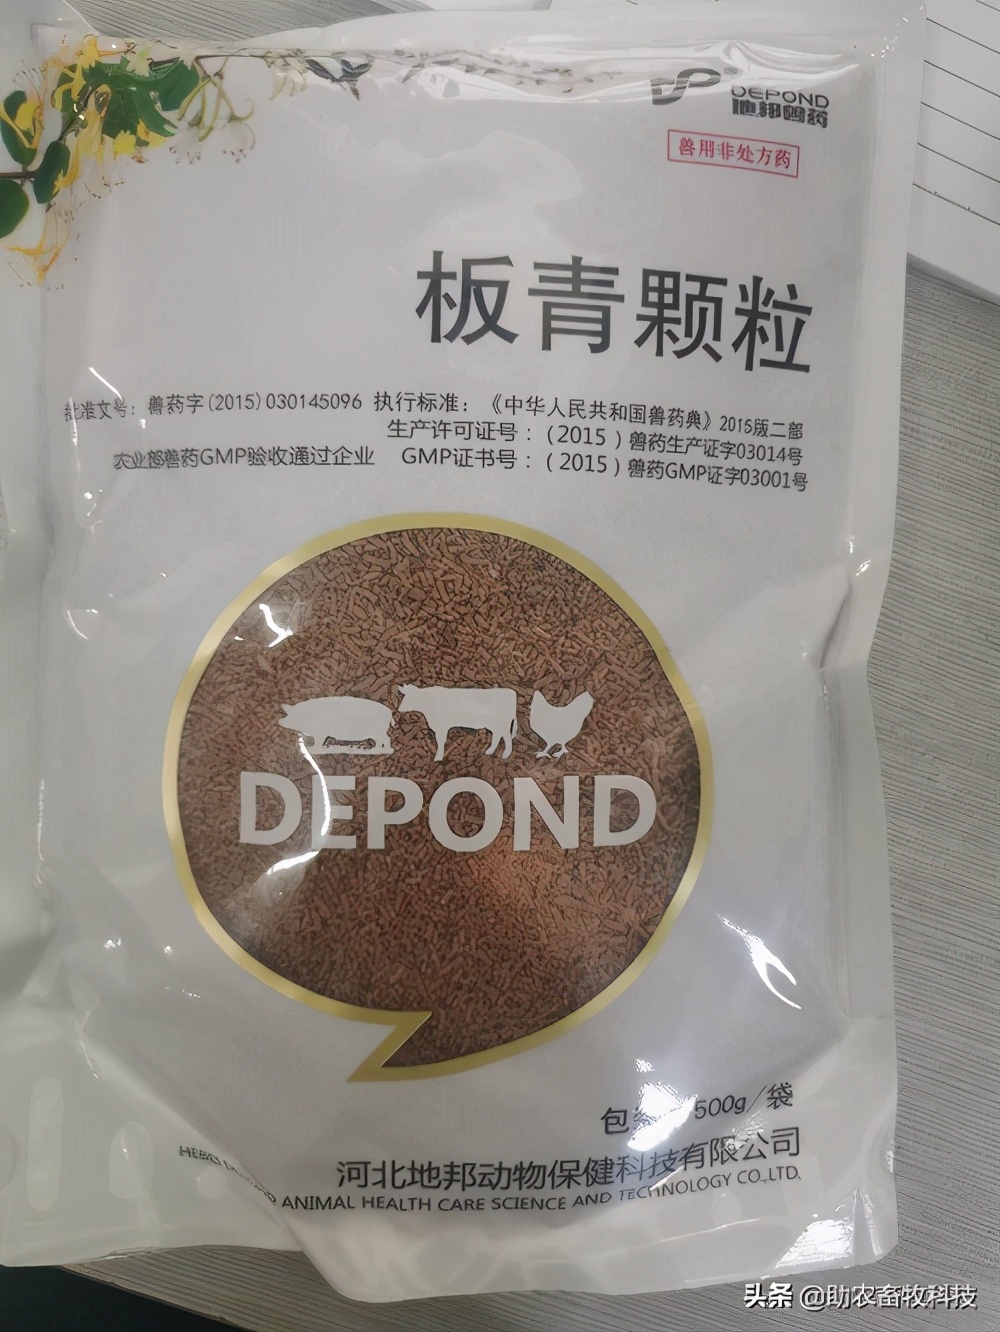 DEPOND
地邦兽药
兽用非处方药
板青颗粒
批准文号：兽药字(2015)030145096 执行标准：《中华人民共和国兽药典》2015版二部
生产许可证号：(2015)兽药生产证字03014号
农业部兽药GMP验收通过企业 GMP证书号：(2015)兽药GMP证字03001号
DEPOND
500g/袋
河北地邦动物保健科技有限公司
ANIMAL HEALTH CARE SCIENCE AND TECHNOLOGY CO.,LTD.
头条 @助农畜牧科技